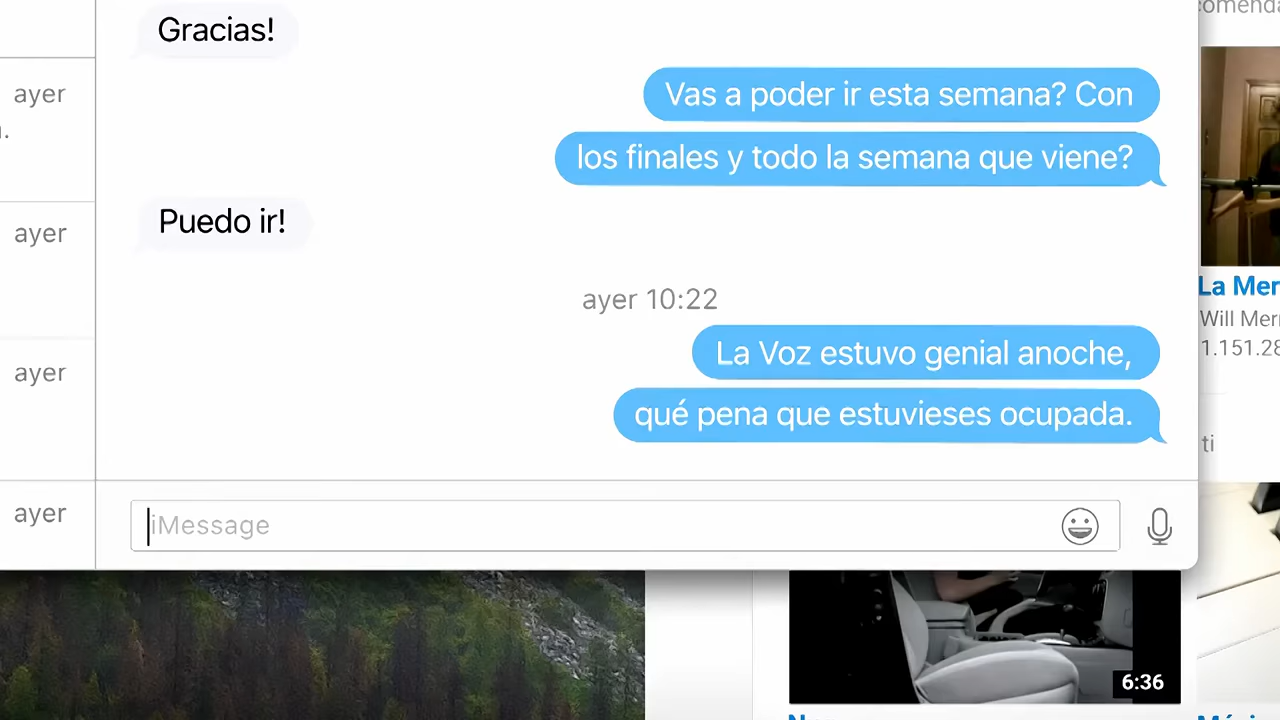 Gracias!
ayer
Vas a poder ir esta semana? Con
los finales y todo la semana que viene?
Puedo ir!
ayer
ayer 10:22
La Voz estuvo genial anoche,
qué pena que estuvieses ocupada.
ayer
ayer
iMessage
La Mer
Will Mer
1.151.28
ti
6:36